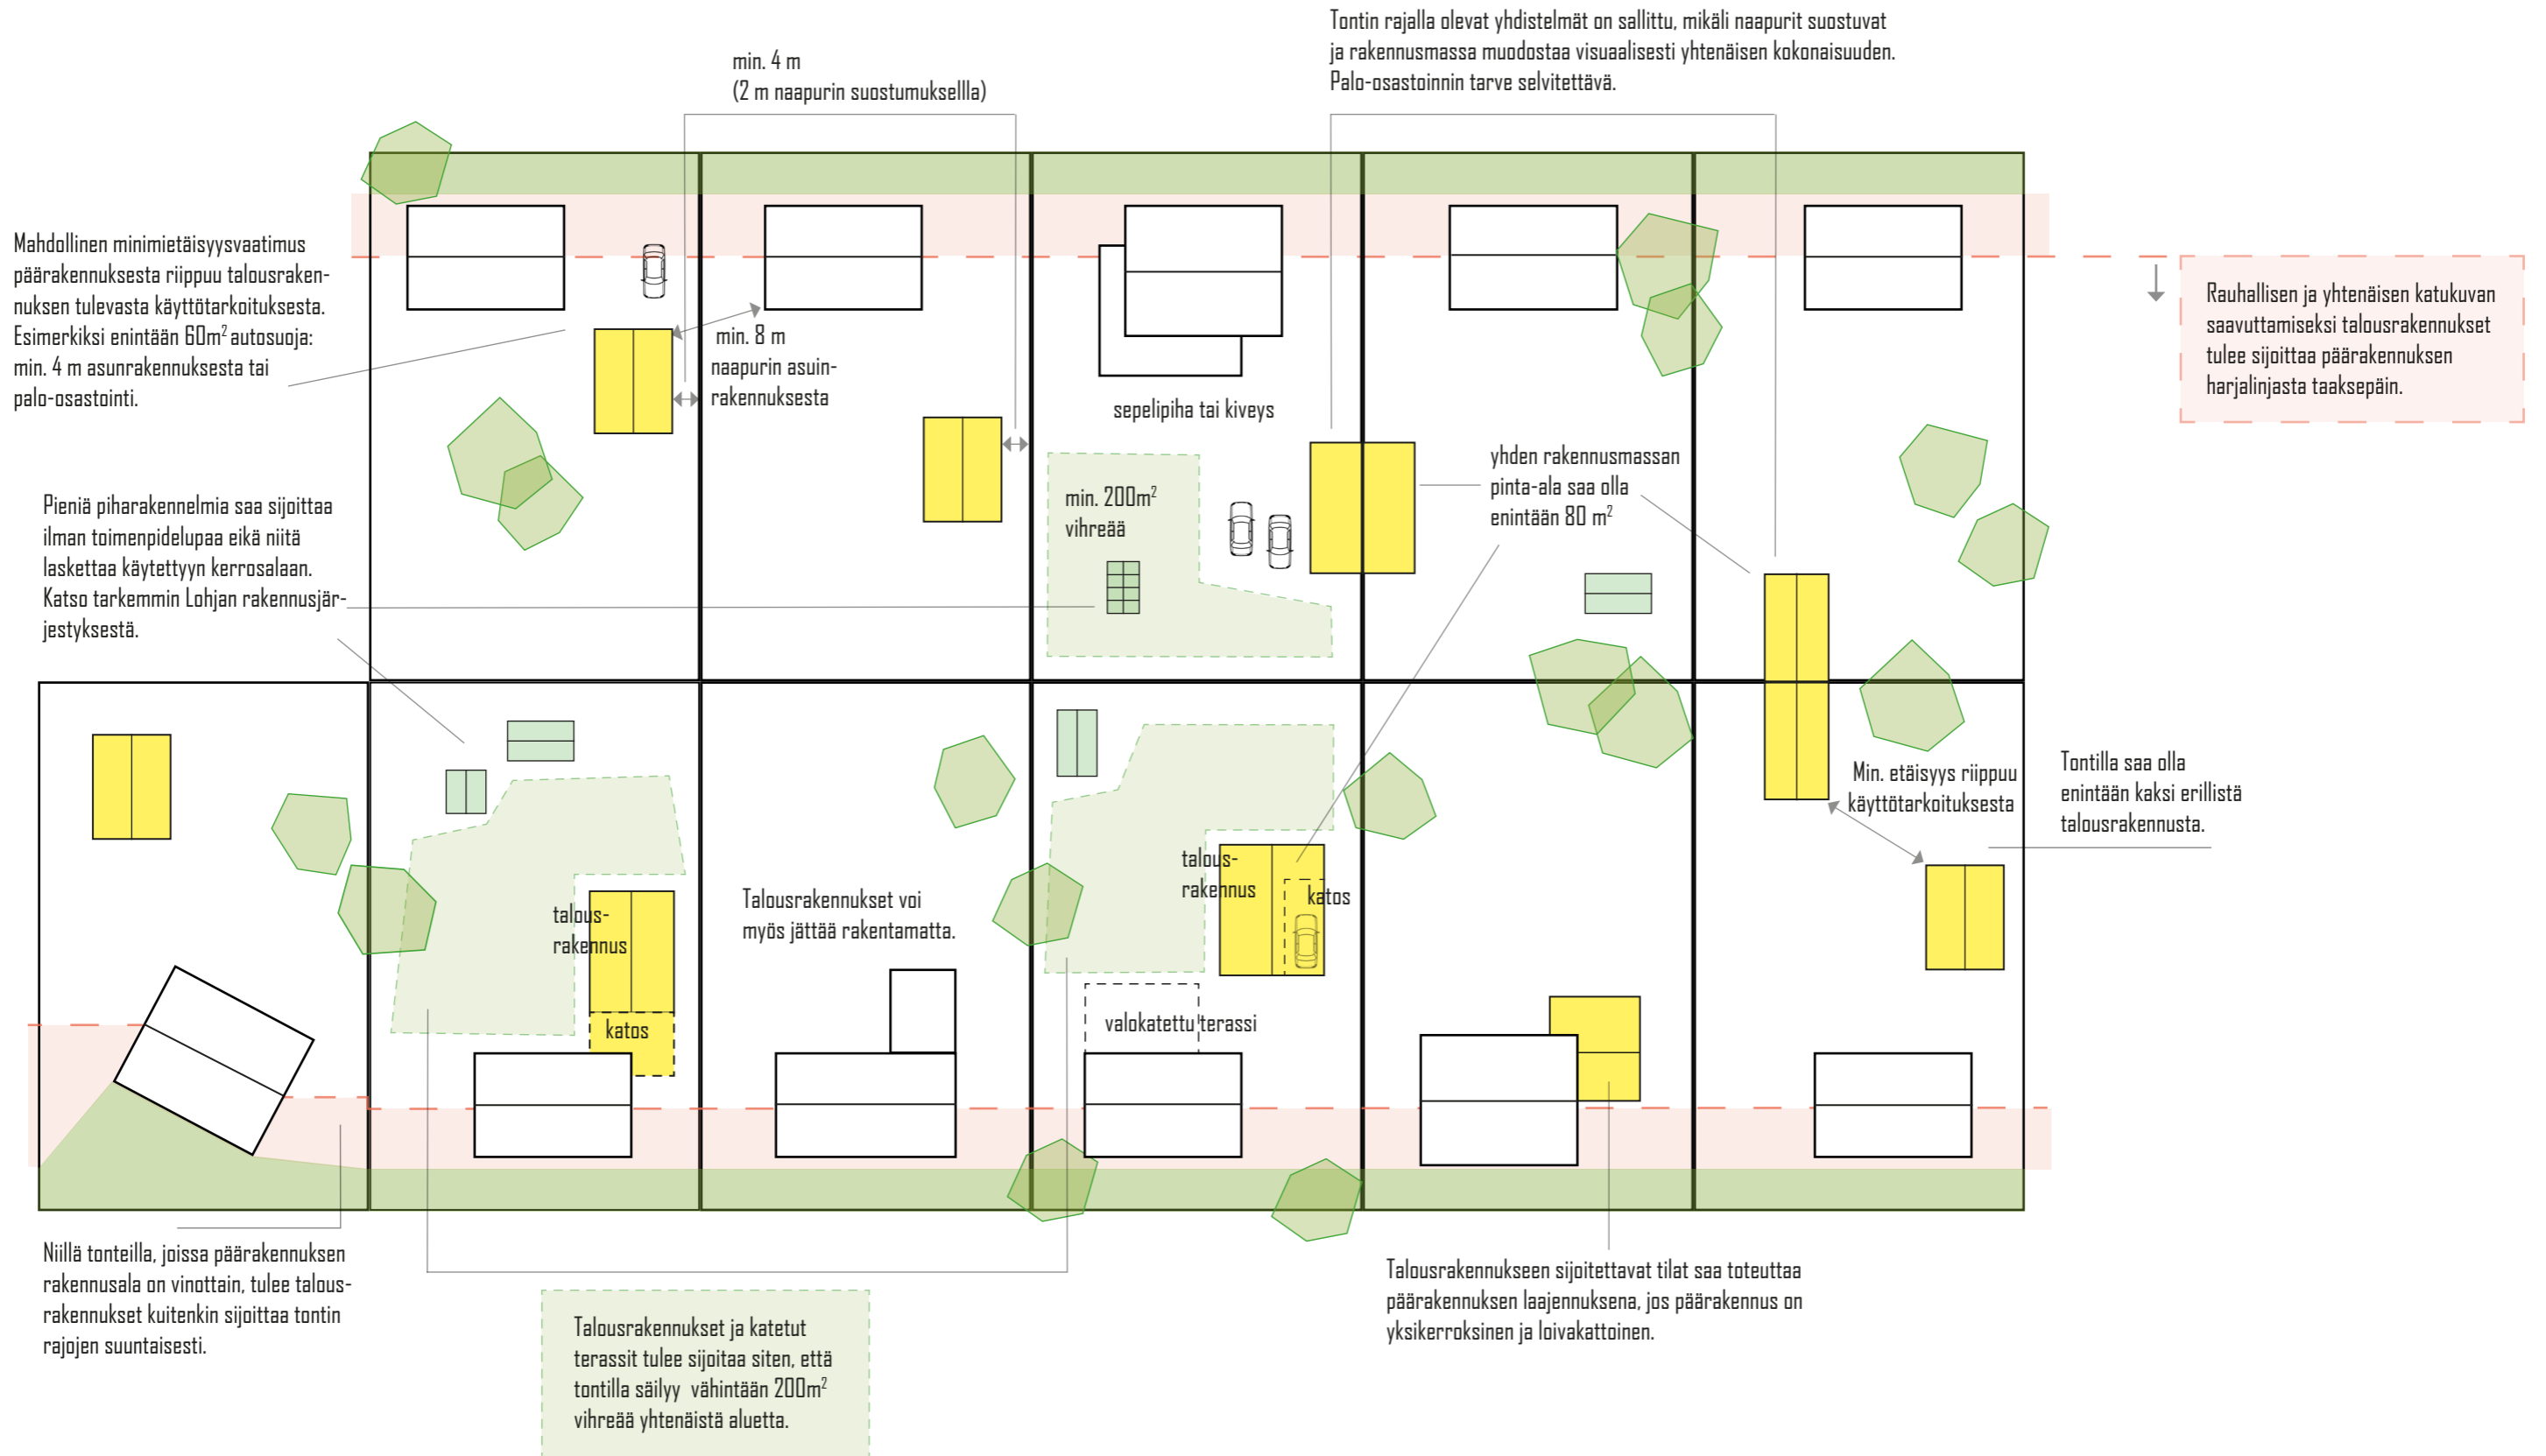 Tontin rajalla olevat yhdistelmät on sallittu, mikäli naapurit suostuvat
ja rakennusmassa muodostaa visuaalisesti yhtenäisen kokonaisuuden.
Palo-osastoinnin tarve selvitettävä.
min. 4 m
(2 m naapurin suostumuksellla)
Mahdollinen minimietäisyysvaatimus
päärakennuksesta riippuu talousraken-
nuksen tulevasta käyttötarkoituksesta.
Esimerkiksi enintään 60m² autosuoja:
min. 4 m asunrakennuksesta tai
palo-osastointi.
min. 8 m
naapurin asuin-
rakennuksesta
Rauhallisen ja yhtenäisen katukuvan
saavuttamiseksi talousrakennukset
tulee sijoittaa päärakennuksen
harjalinjasta taaksepäin.
sepelipiha tai kiveys
yhden rakennusmassan
pinta-ala saa olla
enintään 80 m²
min. 200m²
vihreää
Pieniä piharakennelmia saa sijoittaa
ilman toimenpidelupaa eikä niitä
laskettaa käytettyyn kerrosalaan.
Katso tarkemmin Lohjan rakennusjär-
jestyksestä.
Min. etäisyys riippuu
käyttötarkoituksesta
Tontilla saa olla
enintään kaksi erillistä
talousrakennusta.
talous-
rakennus
katos
Talousrakennukset voi
myös jättää rakentamatta.
talous-
rakennus
katos
valokatettu terassi
Niillä tonteilla, joissa päärakennuksen
rakennusala on vinottain, tulee talous-
rakennukset kuitenkin sijoittaa tontin
rajojen suuntaisesti.
Talousrakennukset ja katetut
terassit tulee sijoitaa siten, että
tontilla säilyy vähintään 200m²
vihreää yhtenäistä aluetta.
Talousrakennukseen sijoitettavat tilat saa toteuttaa
päärakennuksen laajennuksena, jos päärakennus on
yksikerroksinen ja loivakattoinen.